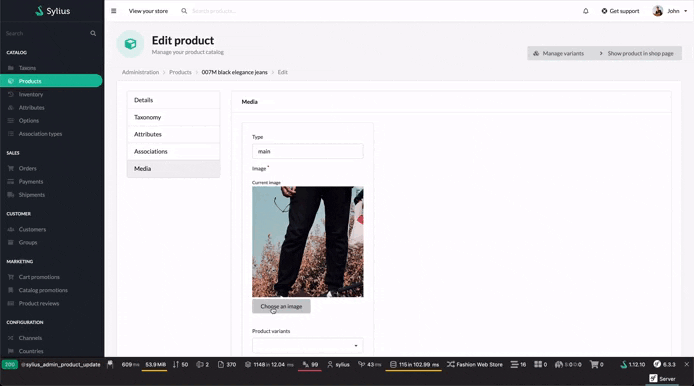 Sylius
View your store
Search products...
Get support
John
Search
CATALOG
Taxons
Products
Inventory
Attributes
Options
Association types
SALES
Orders
Payments
Shipments
CUSTOMER
Customers
Groups
MARKETING
Cart promotions
Catalog promotions
Product reviews
CONFIGURATION
Channels
Countries
Edit product
Manage your product catalog
Manage variants
Show product in shop page
Administration
Products
007M black elegance jeans
Edit
Details
Taxonomy
Attributes
Associations
Media
Media
Type
main
Image *
Current image
Choose an image
Product variants
200 @sylius_admin_product_update 609 ms 53.9 MiB 50 2 370 1148 in 12.04 ms 99 sylius 43 ms 115 in 102.99 ms Fashion Web Store 16 0 0 1.12.10 6.3.3
Server